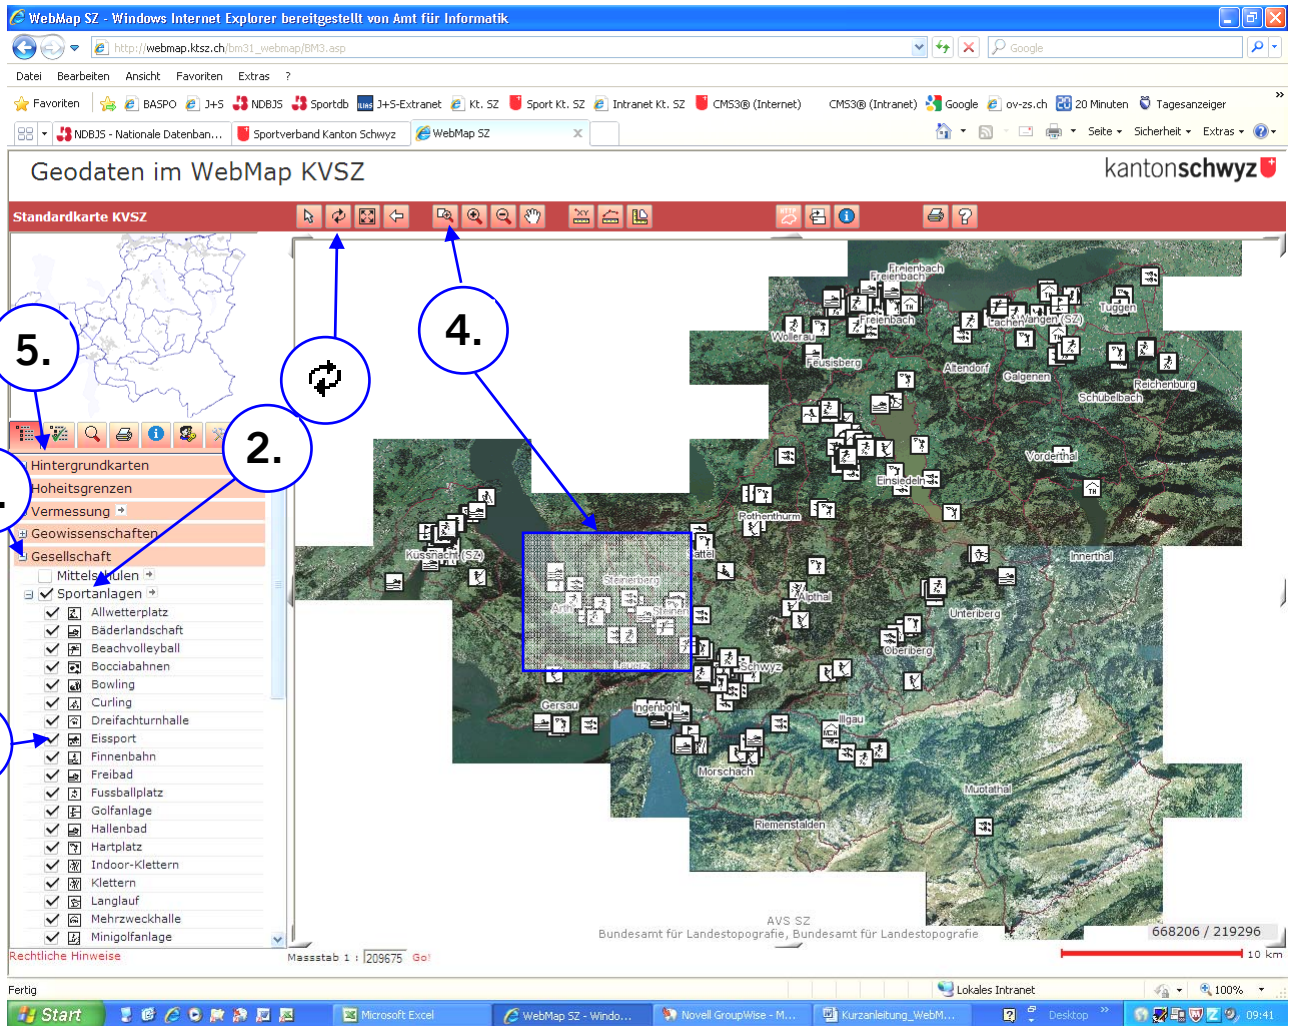 WebMap SZ - Windows Internet Explorer bereitgestellt von Amt für Informatik
http://webmap.ktsz.ch/bm31_webmap/BM3.asp
Google
Datei Bearbeiten Ansicht Favoriten Extras ?
Favoriten BASPO J+S NDBJS Sportdb J+S-Extranet Kt. SZ Sport Kt. SZ Intranet Kt. SZ CMS3® (Internet) CMS3® (Intranet) Google ov-zs.ch 20 Minuten Tagesanzeiger »
NDBJS - Nationale Datenban... Sportverband Kanton Schwyz WebMap SZ x Seite Sicherheit Extras
Geodaten im WebMap KVSZ
kantonschwyz
Standardkarte KVSZ
5.
4.
2.
Hintergrundkarten
Hoheitsgrenzen
Vermessung
Geowissenschaften
Gesellschaft
Mittelschulen
Sportanlagen
Allwetterplatz
Bäderlandschaft
Beachvolleyball
Bocciabahnen
Bowling
Curling
Dreifachturnhalle
Eissport
Finnenbahn
Freibad
Fussballplatz
Golfanlage
Hallenbad
Hartplatz
Indoor-Klettern
Klettern
Langlauf
Mehrzweckhalle
Minigolfanlage
Freienbach
Freienbach
Freienbach
Wollerau
Feusisberg
Altendorf
Lachen
Wangen (SZ)
Tuggen
Galgenen
Reichenburg
Schübelbach
Vorderthal
TH
Innerthal
Einsiedeln
Rothenthurm
Küssnacht (SZ)
Sattel
Steinerberg
Arth
Steinen
Lauerz
Alpthal
Unteriberg
Oberiberg
Schwyz
Gersau
Ingenbohl
Illgau
Morschach
Muotathal
Riemenstalden
AVS SZ
Bundesamt für Landestopografie, Bundesamt für Landestopografie
668206 / 219296
10 km
Rechtliche Hinweise
Massstab 1 : 209675 Go!
Fertig
Lokales Intranet
100%
Start Microsoft Excel WebMap SZ - Windo... Novell GroupWise - M... Kurzanleitung_WebM... Desktop » 09:41